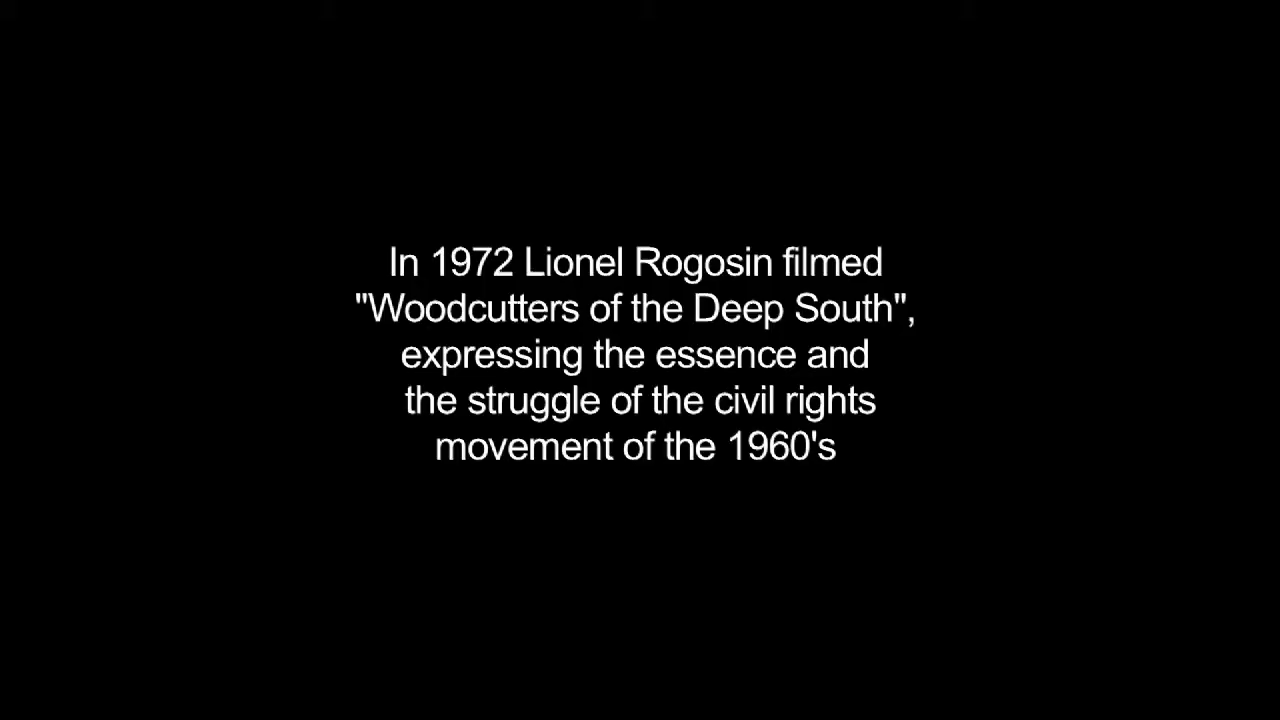 In 1972 Lionel Rogosin filmed
"Woodcutters of the Deep South",
expressing the essence and
the struggle of the civil rights
movement of the 1960's